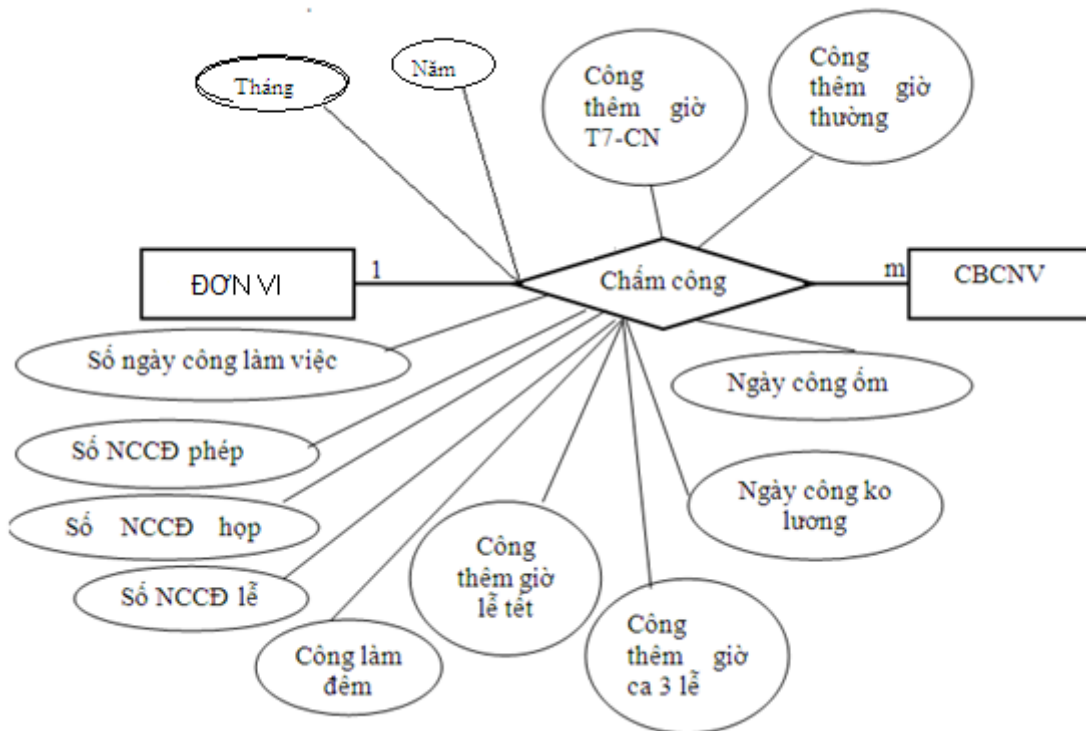 Tháng
Năm
Công
thêm giờ
T7-CN
Công
thêm giờ
thường
ĐƠN VI
1
Chấm công
m
CBCNV
Số ngày công làm việc
Ngày công ốm
Số NCCĐ phép
Ngày công ko
lương
Số NCCĐ họp
Công
thêm giờ
lễ tết
Số NCCĐ lễ
Công
thêm giờ
ca 3 lễ
Công làm
đêm